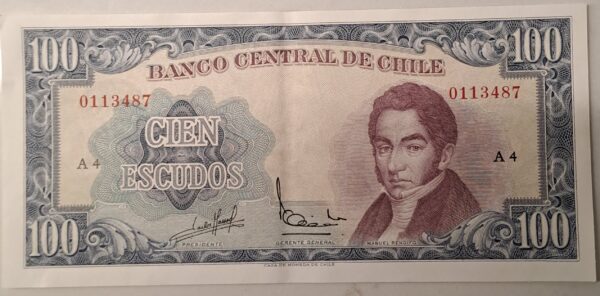 100 100
BANCO CENTRAL DE CHILE
0113487 0113487
CIEN
ESCUDOS
A 4 A 4
PRESIDENTE GERENTE GENERAL MANUEL RENGIFO
100 100
CASA DE MONEDA DE CHILE